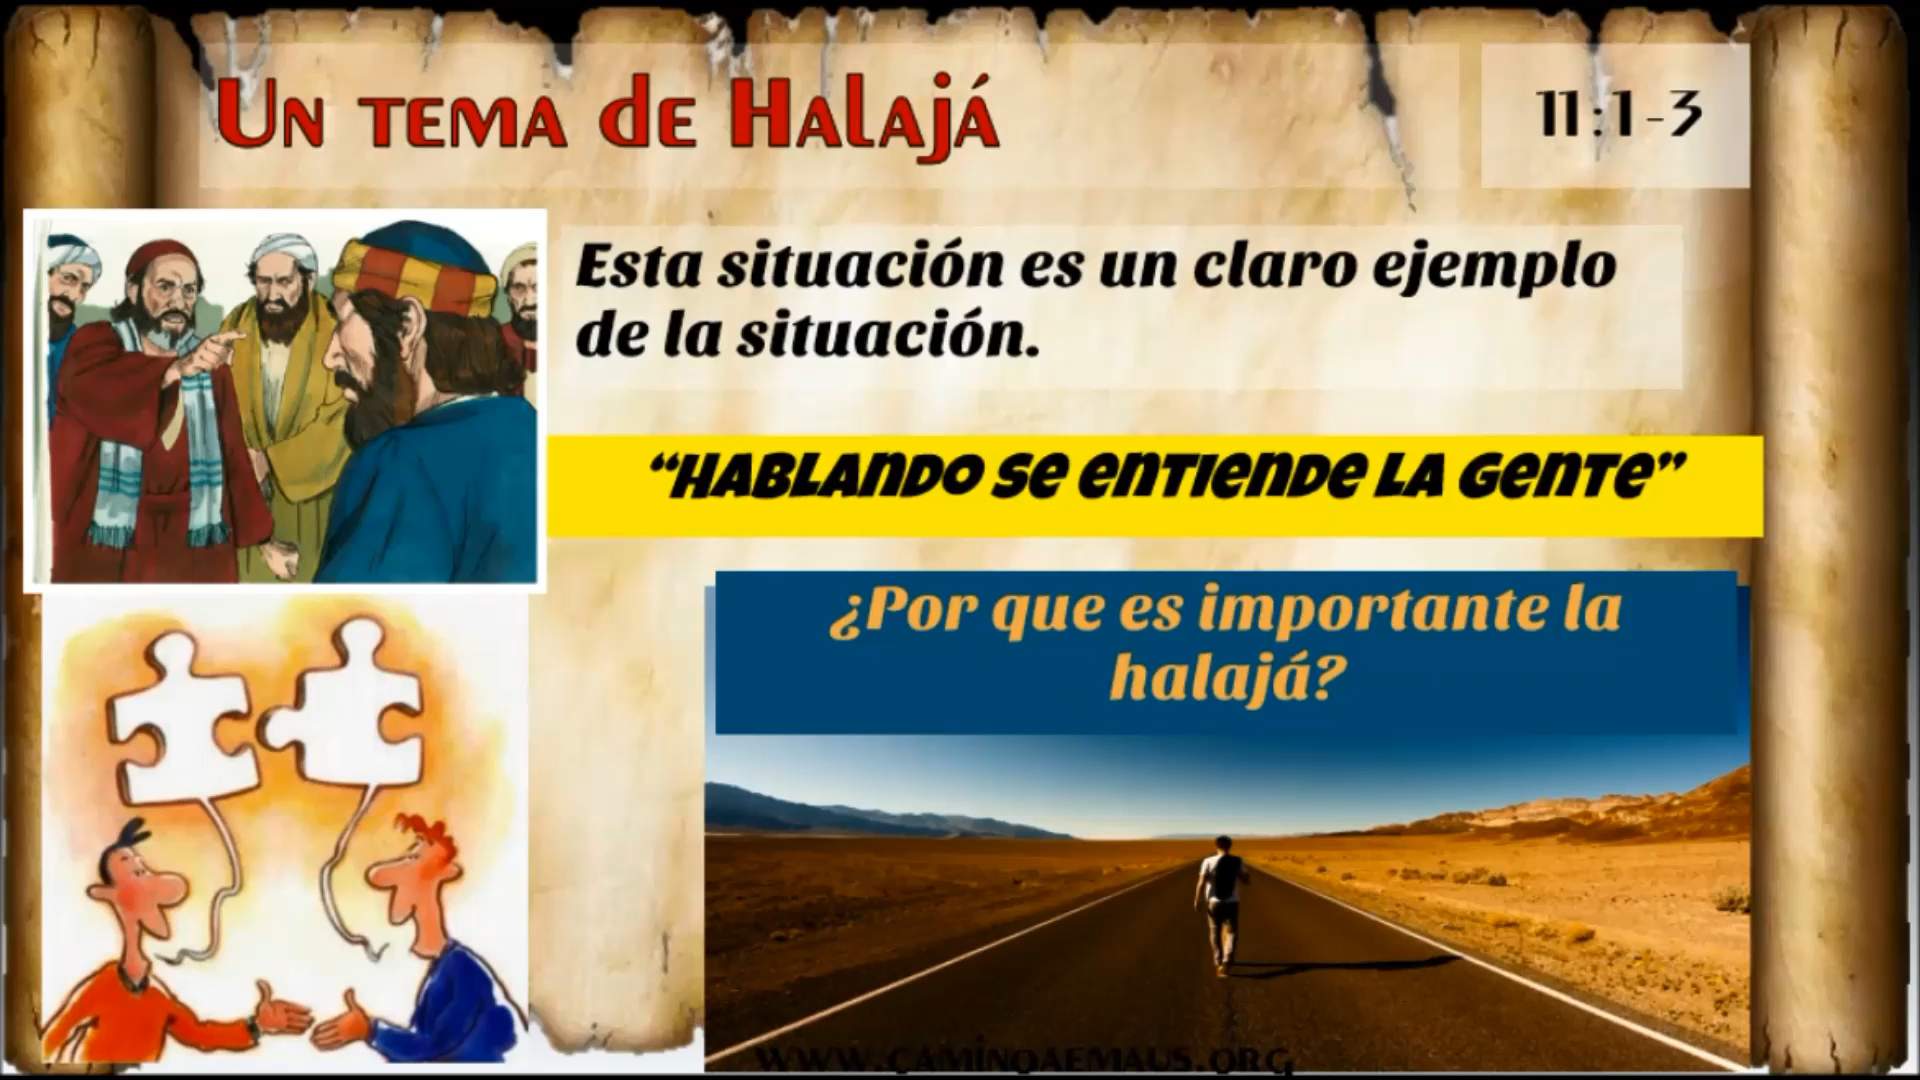 Un tema de Halajá
11:1-3
Esta situación es un claro ejemplo
de la situación.
“Hablando se entiende la gente”
¿Por que es importante la
halajá?
WWW.CAMINOAEMAUS.ORG